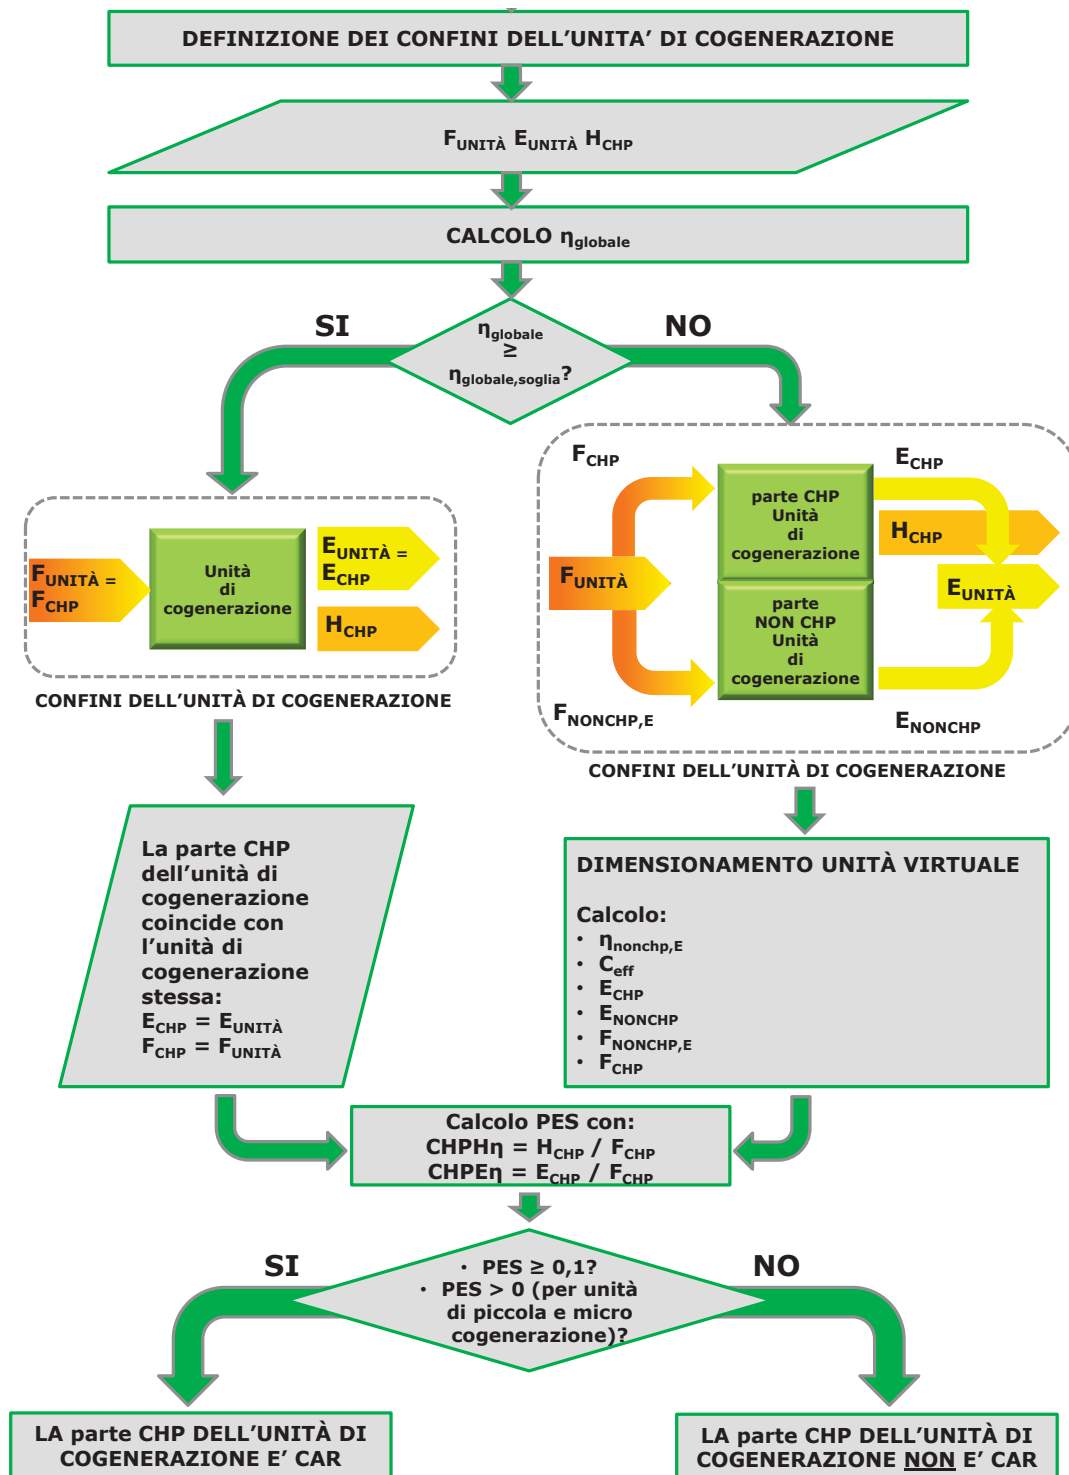 DEFINIZIONE DEI CONFINI DELL'UNITA' DI COGENERAZIONE
FUNITÀ EUNITÀ HCHP
CALCOLO ηglobale
SI
NO
ηglobale
≥
ηglobale,soglia?
FUNITÀ =
FCHP
Unità
di
cogenerazione
EUNITÀ =
ECHP
HCHP
CONFINI DELL'UNITÀ DI COGENERAZIONE
FCHP
ECHP
parte CHP
Unità
di
cogenerazione
HCHP
FUNITÀ
EUNITÀ
parte
NON CHP
Unità
di
cogenerazione
FNONCHP,E
ENONCHP
CONFINI DELL'UNITÀ DI COGENERAZIONE
La parte CHP
dell'unità di
cogenerazione
coincide con
l'unità di
cogenerazione
stessa:
ECHP = EUNITÀ
FCHP = FUNITÀ
DIMENSIONAMENTO UNITÀ VIRTUALE
Calcolo:
• ηnonchp,E
• Ceff
• ECHP
• ENONCHP
• FNONCHP,E
• FCHP
Calcolo PES con:
CHPHη = HCHP / FCHP
CHPEη = ECHP / FCHP
SI
NO
• PES ≥ 0,1?
• PES > 0 (per unità
di piccola e micro
cogenerazione)?
LA parte CHP DELL'UNITÀ DI
COGENERAZIONE E' CAR
LA parte CHP DELL'UNITÀ DI
COGENERAZIONE NON E' CAR